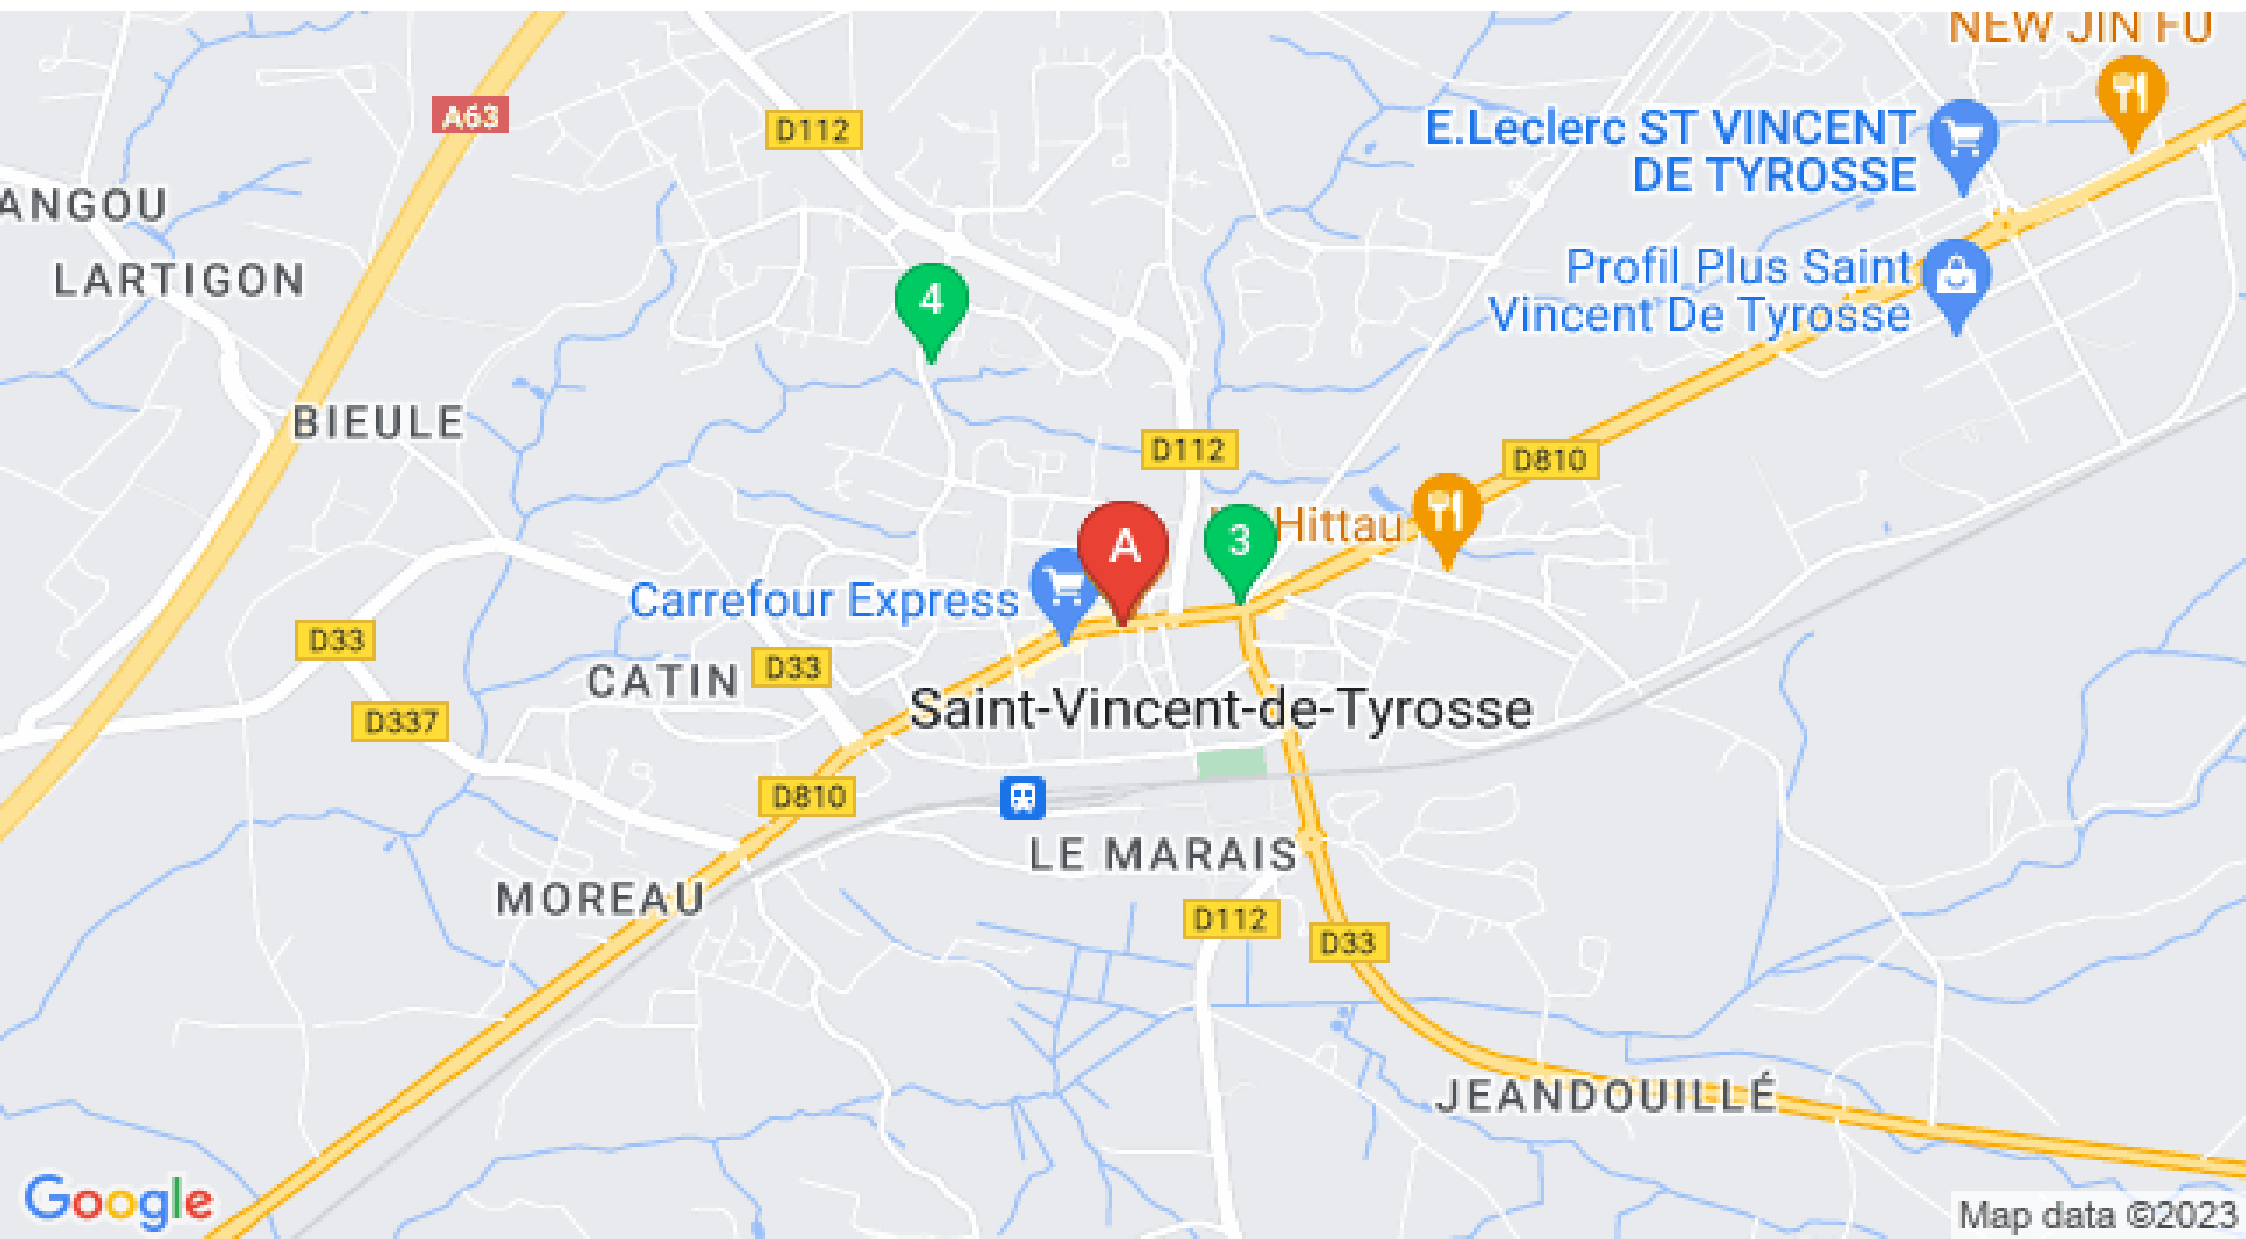 NEW JIN FU
A63
D112
E.Leclerc ST VINCENT
DE TYROSSE
ANGOU
LARTIGON
Profil Plus Saint
Vincent De Tyrosse
4
BIEULE
D112
D810
A
3
Hittau
Carrefour Express
D33
CATIN
D33
D337
Saint-Vincent-de-Tyrosse
D810
LE MARAIS
MOREAU
D112
D33
JEANDOUILLÉ
Google
Map data ©2023